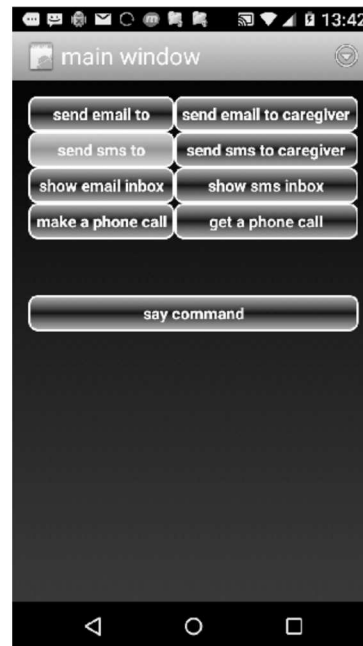 13:42
main window
send email to
send email to caregiver
send sms to
send sms to caregiver
show email inbox
show sms inbox
make a phone call
get a phone call
say command